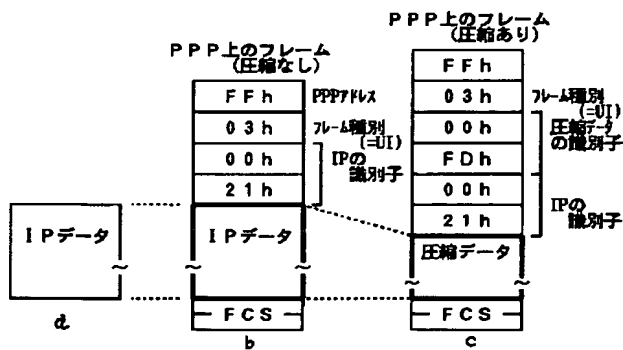 PPP上のフレーム
(圧縮あり)
PPP上のフレーム
(圧縮なし)
FFh
PPPアドレス
03h
フレーム種別
(=UI)
00h
IPの
識別子
21h
IPデータ
FCS
b
FFh
03h
フレーム種別
(=UI)
00h
圧縮データ
の識別子
FDh
00h
IPの
識別子
21h
圧縮データ
FCS
c
IPデータ
d